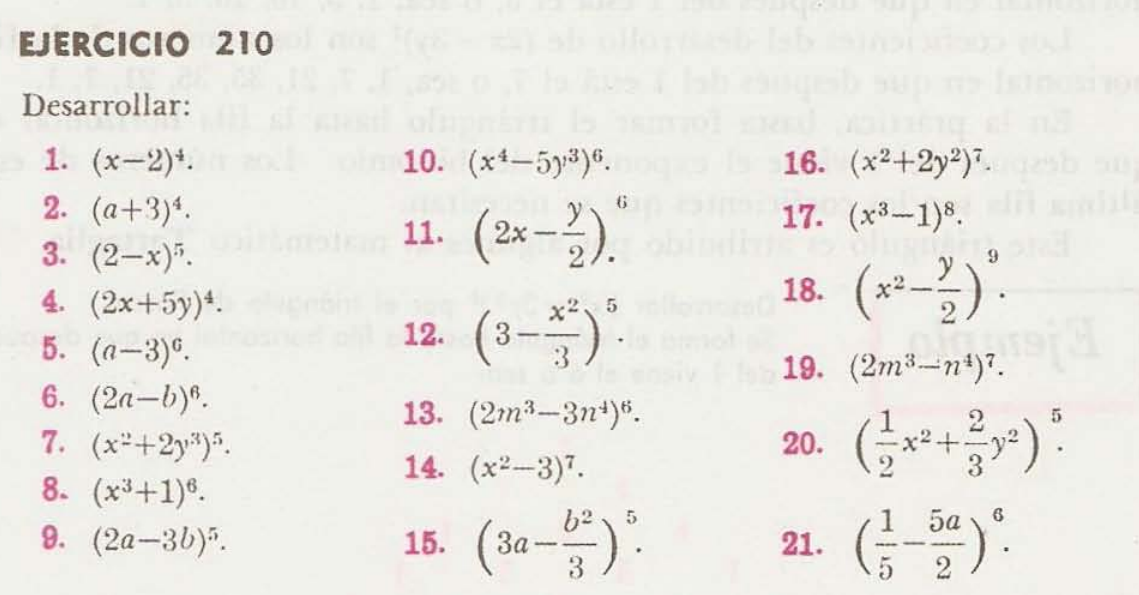 EJERCICIO 210
Desarrollar:
1. (x−2)⁴.
2. (a+3)⁴.
3. (2−x)⁵.
4. (2x+5y)⁴.
5. (a−3)⁶.
6. (2a−b)⁶.
7. (x²+2y³)⁵.
8. (x³+1)⁶.
9. (2a−3b)⁵.
10. (x⁴−5y³)⁶.
11. (2x−y/2)⁶.
12. (3−x²/3)⁵.
13. (2m³−3n⁴)⁶.
14. (x²−3)⁷.
15. (3a−b²/3)⁵.
16. (x²+2y²)⁷.
17. (x³−1)⁸.
18. (x²−y/2)⁹.
19. (2m³−n⁴)⁷.
20. (1/2x²+2/3y²)⁵.
21. (1/5−5a/2)⁶.